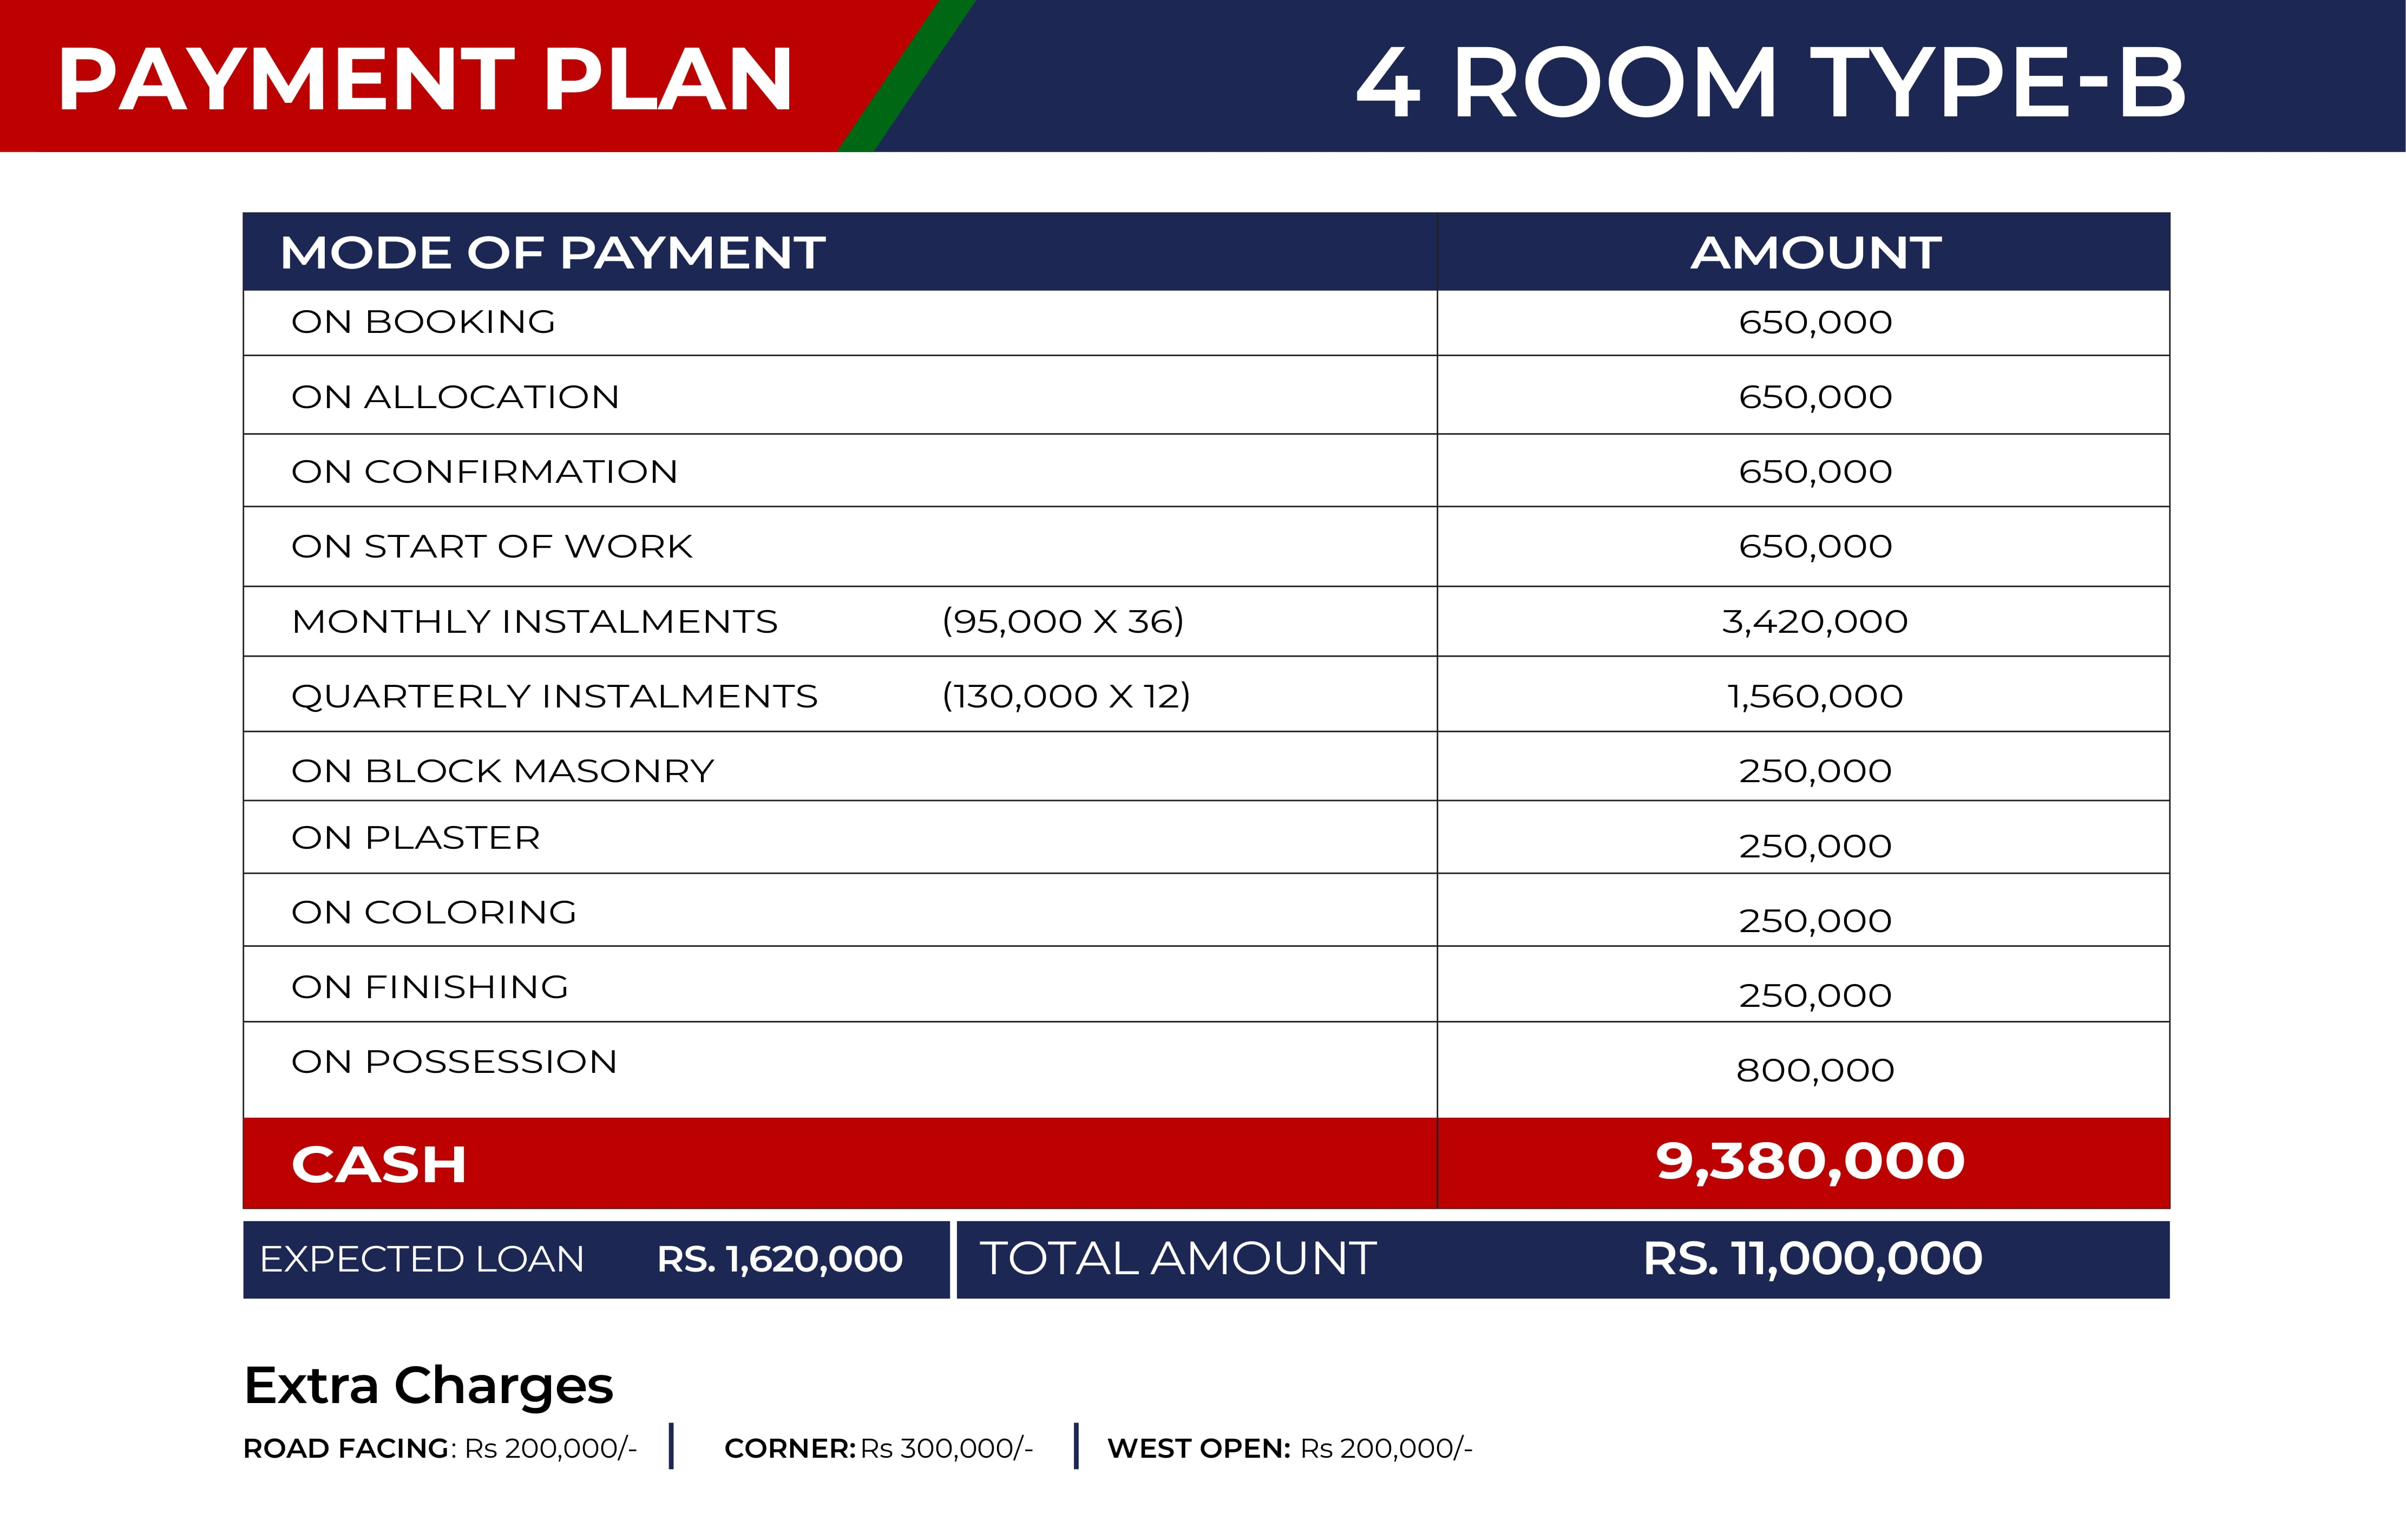 PAYMENT PLAN
4 ROOM TYPE-B
MODE OF PAYMENT AMOUNT
ON BOOKING 650,000
ON ALLOCATION 650,000
ON CONFIRMATION 650,000
ON START OF WORK 650,000
MONTHLY INSTALMENTS (95,000 X 36) 3,420,000
QUARTERLY INSTALMENTS (130,000 X 12) 1,560,000
ON BLOCK MASONRY 250,000
ON PLASTER 250,000
ON COLORING 250,000
ON FINISHING 250,000
ON POSSESSION 800,000
CASH 9,380,000
EXPECTED LOAN RS. 1,620,000 TOTAL AMOUNT RS. 11,000,000
Extra Charges
ROAD FACING: Rs 200,000/- CORNER: Rs 300,000/- WEST OPEN: Rs 200,000/-